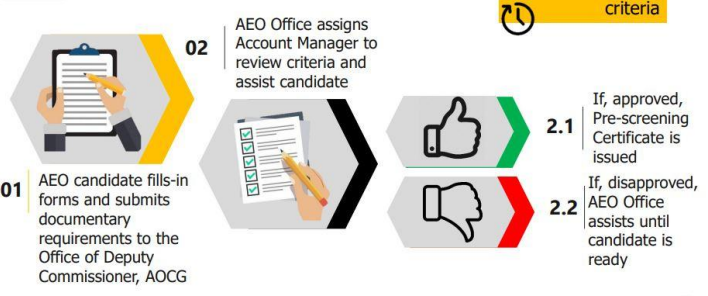 criteria
01
AEO candidate fills-in
forms and submits
documentary
requirements to the
Office of Deputy
Commissioner, AOCG
02
AEO Office assigns
Account Manager to
review criteria and
assist candidate
2.1
If, approved,
Pre-screening
Certificate is
issued
2.2
If, disapproved,
AEO Office
assists until
candidate is
ready